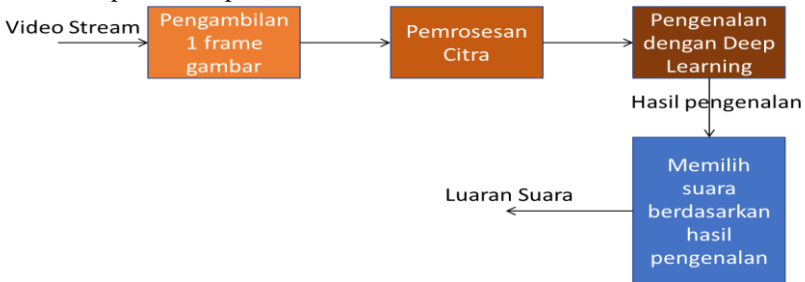 Video Stream
Pengambilan
1 frame
gambar
Pemrosesan
Citra
Pengenalan
dengan Deep
Learning
Hasil pengenalan
Memilih
suara
berdasarkan
hasil
pengenalan
Luaran Suara